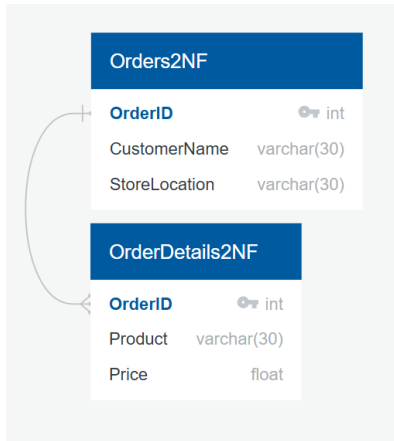 Orders2NF
OrderID int
CustomerName varchar(30)
StoreLocation varchar(30)
OrderDetails2NF
OrderID int
Product varchar(30)
Price float